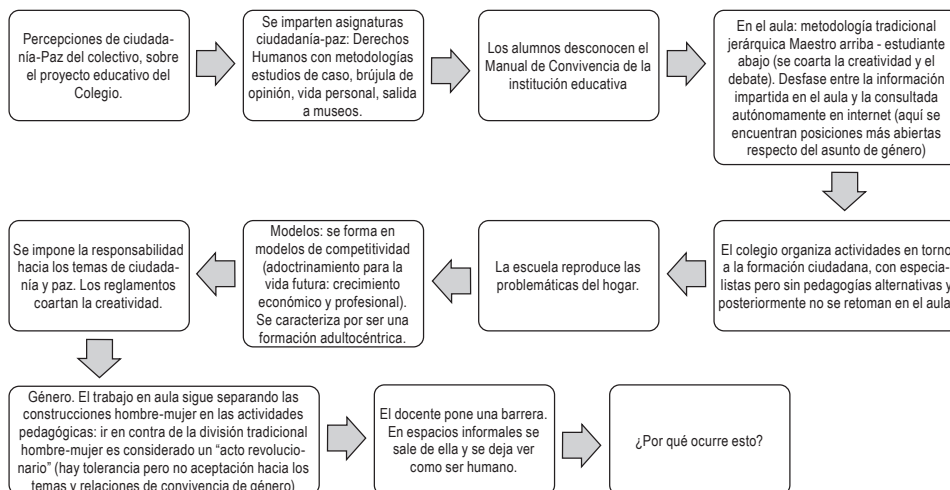 Percepciones de ciudada-
nía-Paz del colectivo, sobre
el proyecto educativo del
Colegio.
Se imparten asignaturas
ciudadanía-paz: Derechos
Humanos con metodologías
estudios de caso, brújula de
opinión, vida personal, salida
a museos.
Los alumnos desconocen el
Manual de Convivencia de la
institución educativa
En el aula: metodología tradicional
jerárquica Maestro arriba - estudiante
abajo (se coarta la creatividad y el
debate). Desfase entre la información
impartida en el aula y la consultada
autónomamente en internet (aquí se
encuentran posiciones más abiertas
respecto del asunto de género)
El colegio organiza actividades en torno
a la formación ciudadana, con especia-
listas pero sin pedagogías alternativas y
posteriormente no se retoman en el aula
La escuela reproduce las
problemáticas del hogar.
Modelos: se forma en
modelos de competitividad
(adoctrinamiento para la
vida futura: crecimiento
económico y profesional).
Se caracteriza por ser una
formación adultocéntrica.
Se impone la responsabilidad
hacia los temas de ciudada-
nía y paz. Los reglamentos
coartan la creatividad.
Género. El trabajo en aula sigue separando las
construcciones hombre-mujer en las actividades
pedagógicas: ir en contra de la división tradicional
hombre-mujer es considerado un "acto revolucio-
nario" (hay tolerancia pero no aceptación hacia los
temas y relaciones de convivencia de género)
El docente pone una barrera.
En espacios informales se
sale de ella y se deja ver
como ser humano.
¿Por qué ocurre esto?